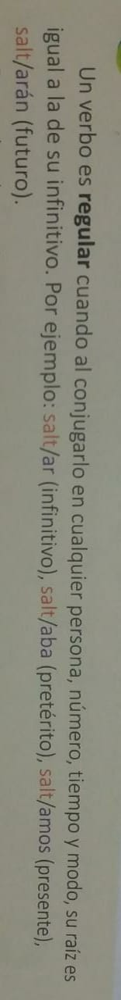 Un verbo es regular cuando al conjugarlo en cualquier persona, número, tiempo y modo, su raíz es
igual a la de su infinitivo. Por ejemplo: salt/ar (infinitivo), salt/aba (pretérito), salt/amos (presente),
salt/arán (futuro).